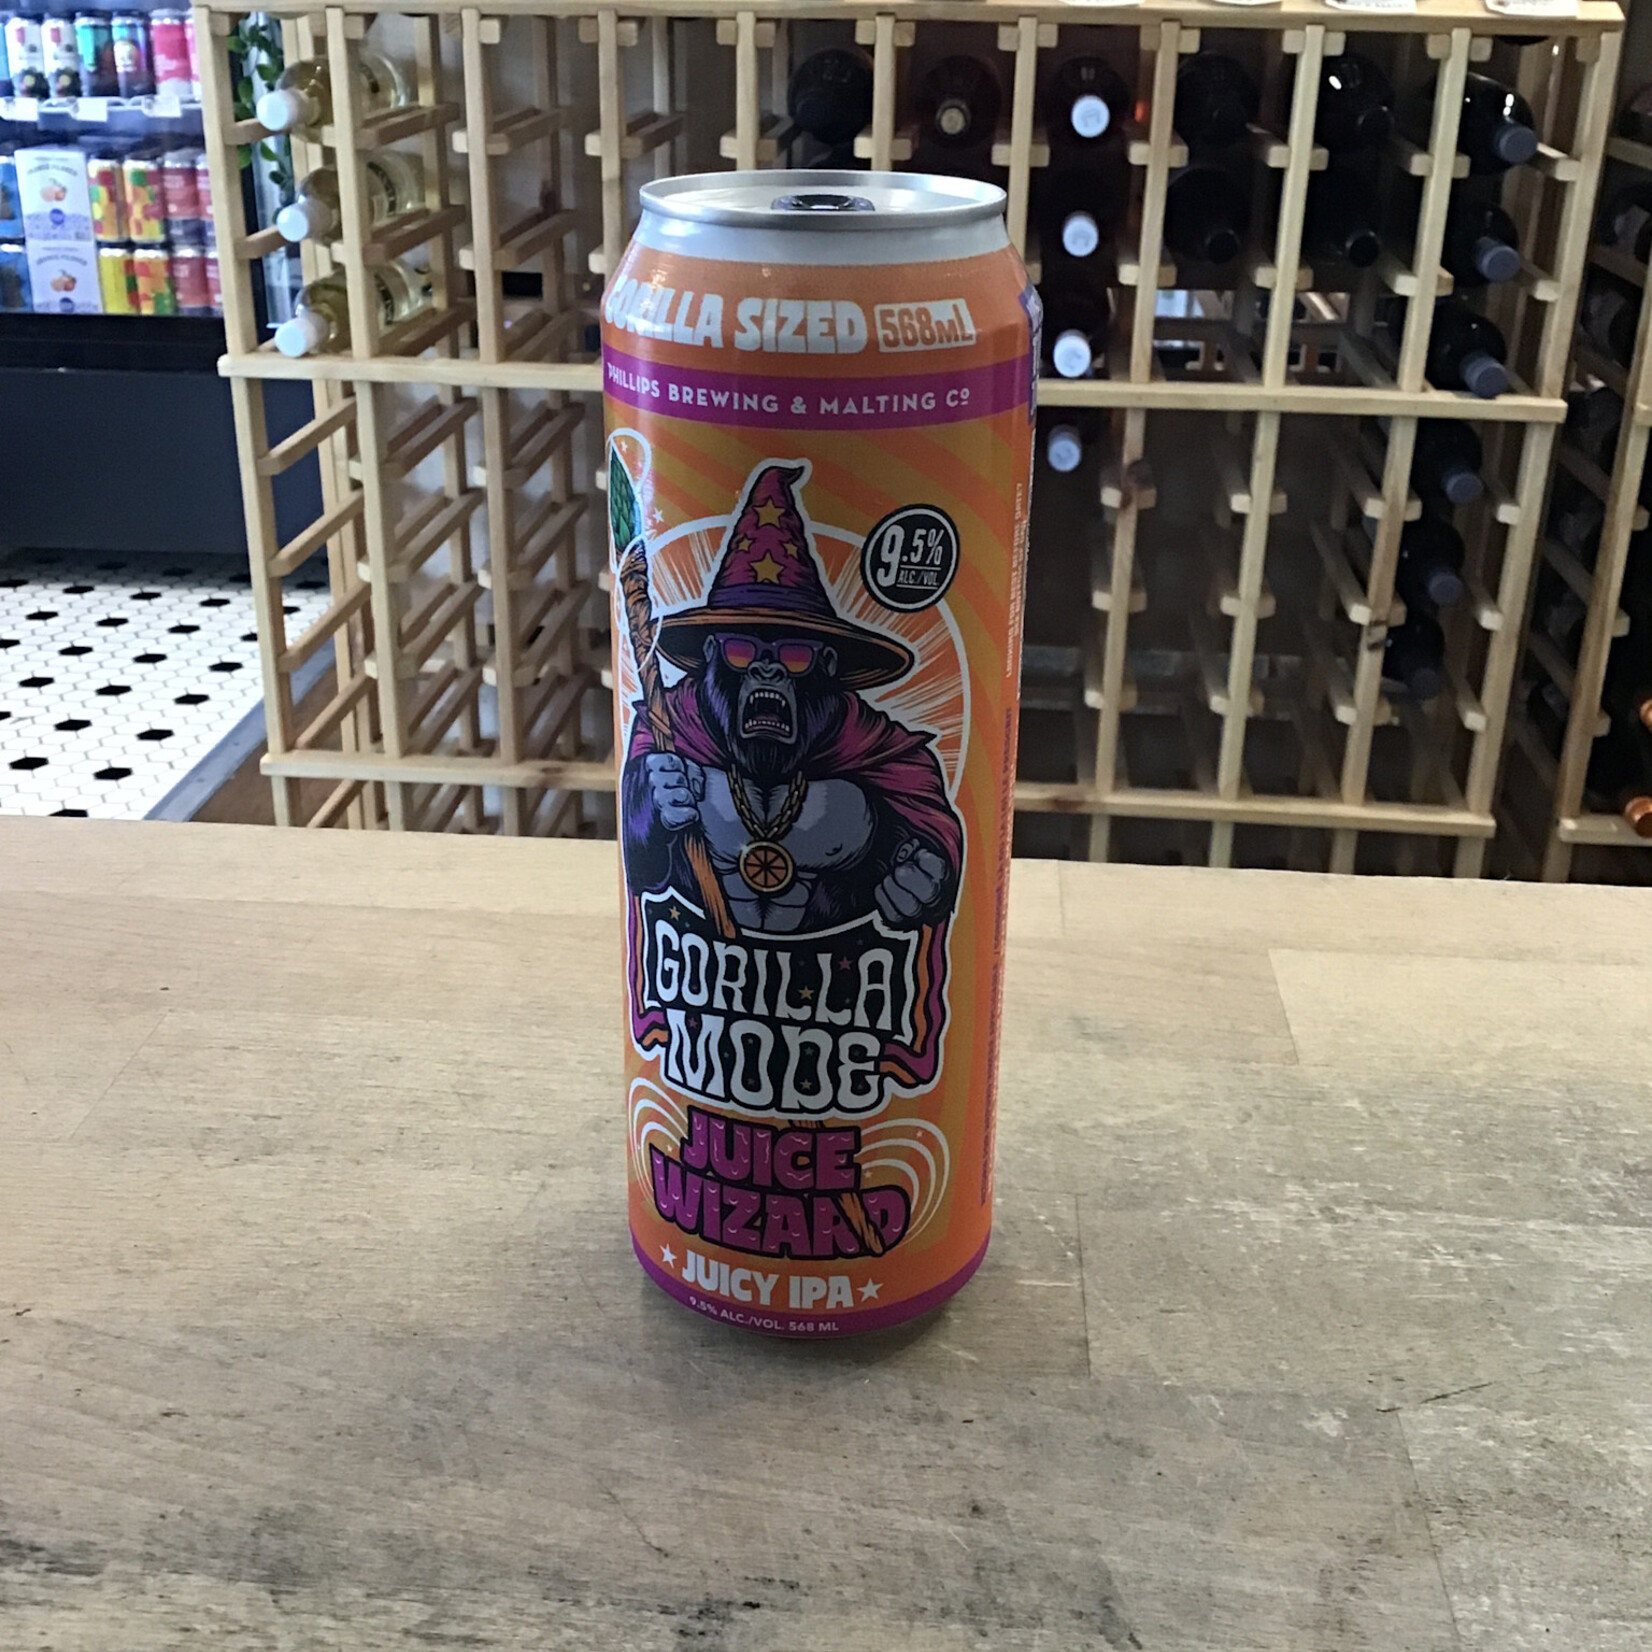 GORILLA SIZED 568ML
PHILLIPS BREWING & MALTING Cº
9.5%
ALC./VOL.
GORILLA
MODE
JUICE
WIZARD
★ JUICY IPA ★
9.5% ALC./VOL. 568 ML